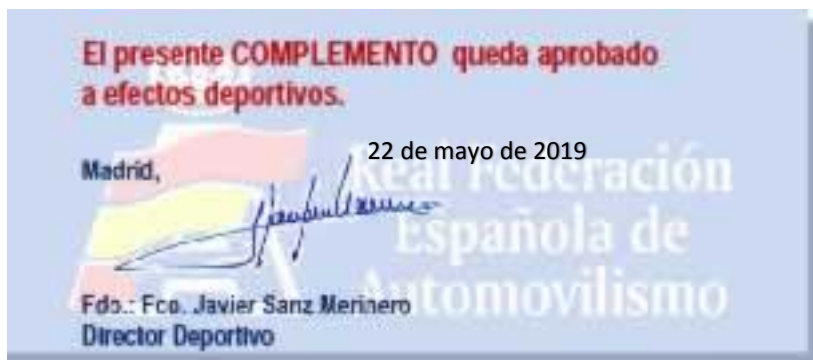 El presente COMPLEMENTO queda aprobado
a efectos deportivos.
22 de mayo de 2019
Madrid,
Real Federación
Española de
Automovilismo
Fdo.: Fco. Javier Sanz Merinero
Director Deportivo